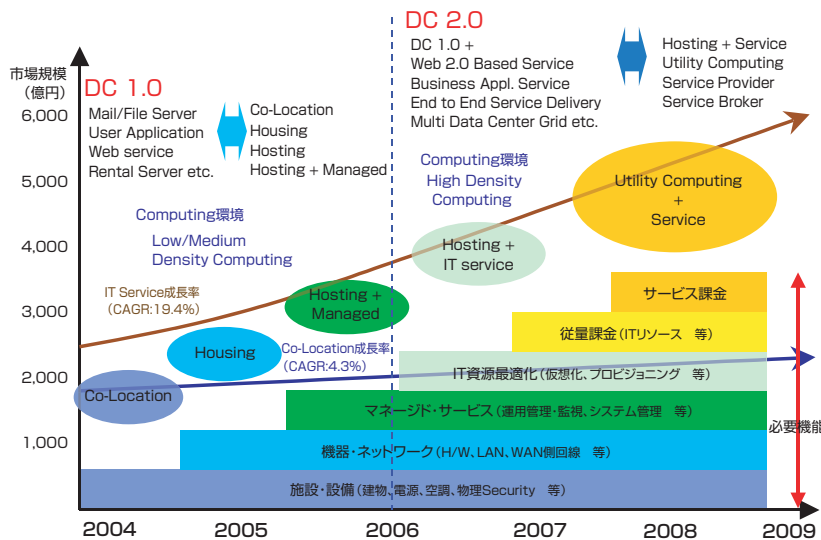 市場規模
(億円)
6,000
5,000
4,000
3,000
2,000
1,000
DC 1.0
Mail/File Server
User Application
Web service
Rental Server etc.
Co-Location
Housing
Hosting
Hosting + Managed
DC 2.0
DC 1.0 +
Web 2.0 Based Service
Business Appl. Service
End to End Service Delivery
Multi Data Center Grid etc.
Hosting + Service
Utility Computing
Service Provider
Service Broker
Computing環境
Low/Medium
Density Computing
Computing環境
High Density
Computing
IT Service成長率
(CAGR:19.4%)
Co-Location成長率
(CAGR:4.3%)
Co-Location
Housing
Hosting +
Managed
Hosting +
IT service
Utility Computing
+
Service
サービス課金
従量課金(ITリソース 等)
IT資源最適化(仮想化、プロビジョニング 等)
マネージド・サービス(運用管理・監視、システム管理 等)
機器・ネットワーク(H/W、LAN、WAN側回線 等)
施設・設備(建物、電源、空調、物理Security 等)
必要機能
2004
2005
2006
2007
2008
2009